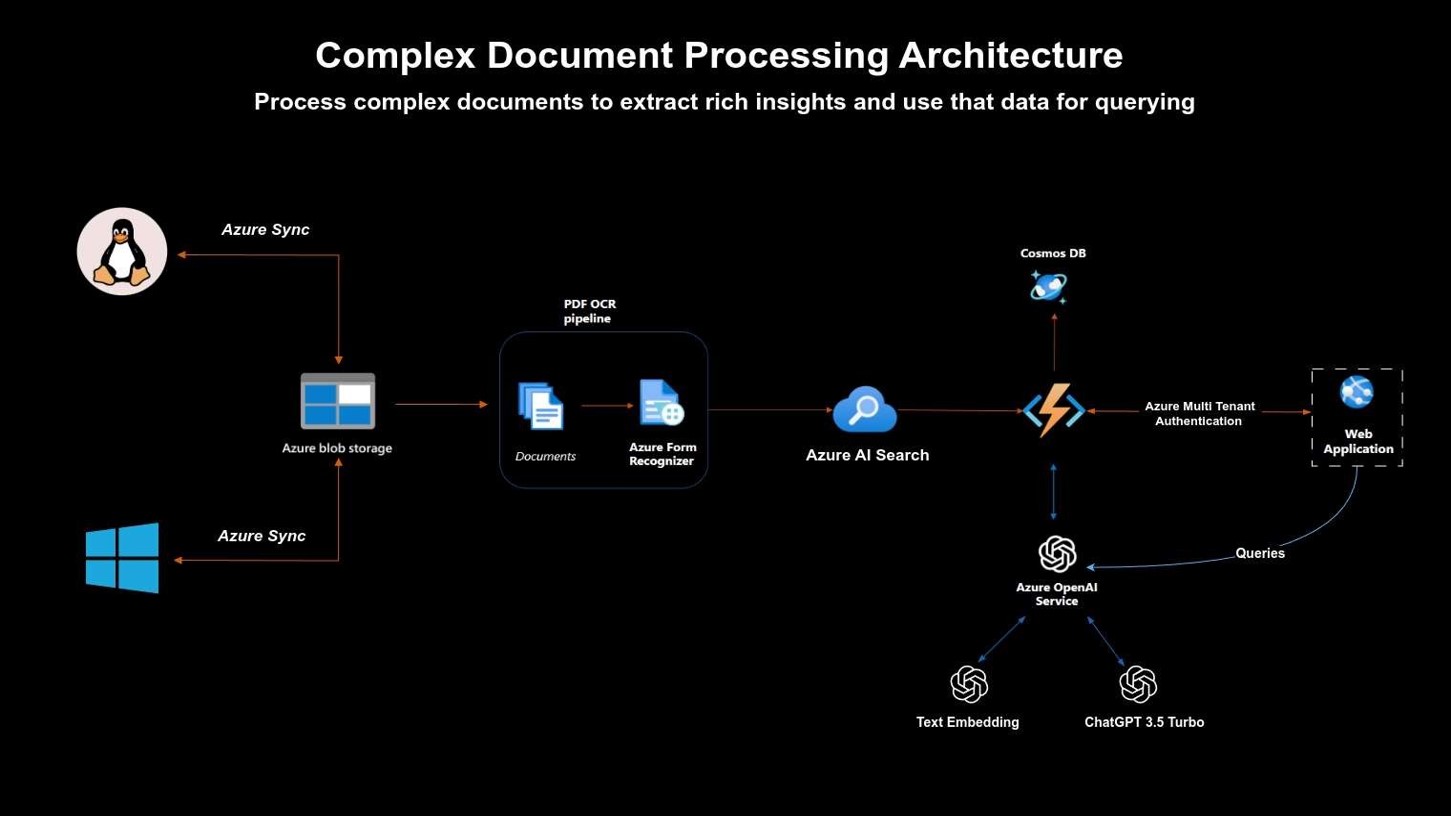 Complex Document Processing Architecture
Process complex documents to extract rich insights and use that data for querying
Azure Sync
Cosmos DB
PDF OCR
pipeline
Azure Multi Tenant
Authentication
Web
Application
Azure blob storage
Documents
Azure Form
Recognizer
Azure AI Search
Azure Sync
Queries
Azure OpenAI
Service
Text Embedding
ChatGPT 3.5 Turbo